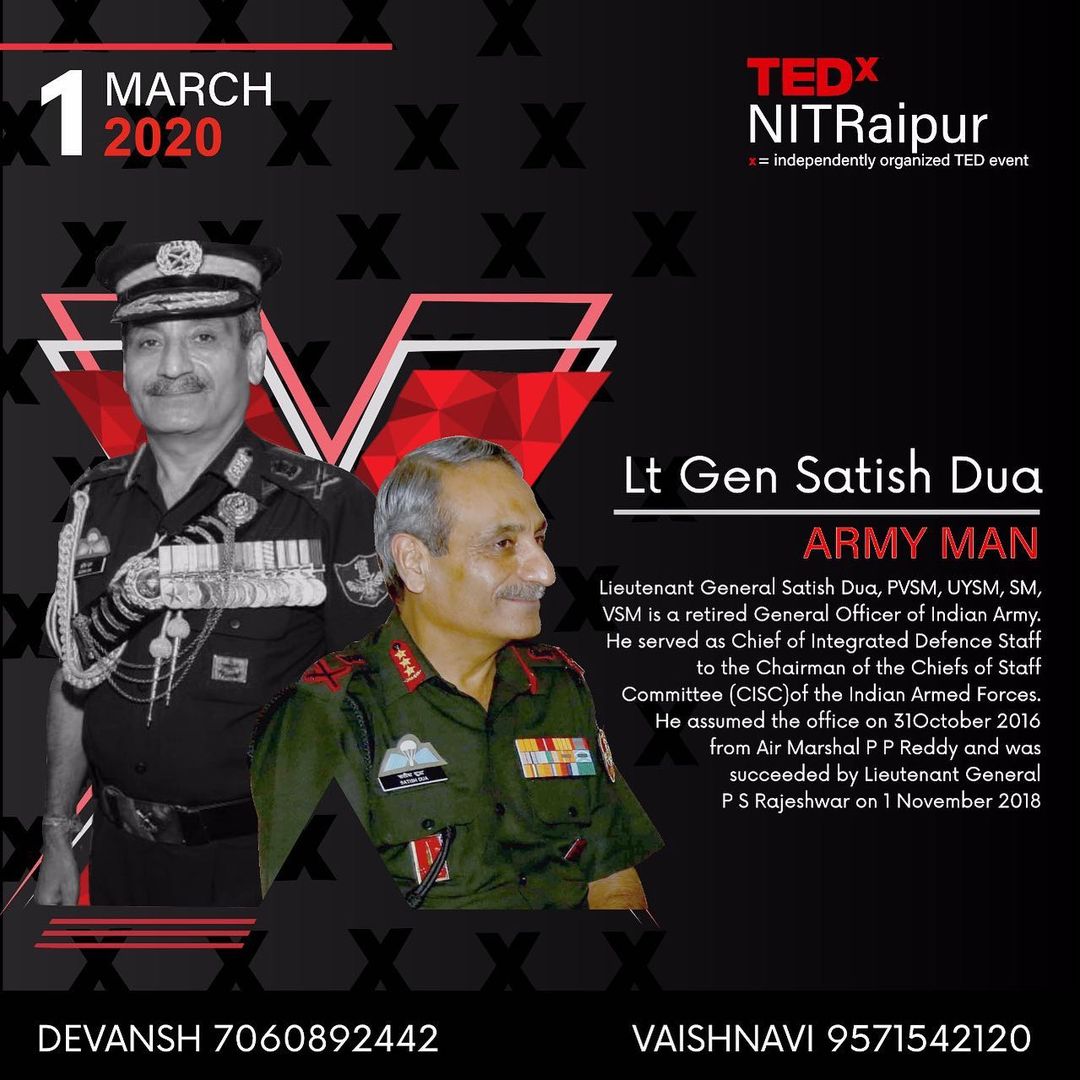 1 MARCH
2020
TEDx
NITRaipur
x = independently organized TED event
Lt Gen Satish Dua
ARMY MAN
Lieutenant General Satish Dua, PVSM, UYSM, SM,
VSM is a retired General Officer of Indian Army.
He served as Chief of Integrated Defence Staff
to the Chairman of the Chiefs of Staff
Committee (CISC)of the Indian Armed Forces.
He assumed the office on 31October 2016
from Air Marshal P P Reddy and was
succeeded by Lieutenant General
P S Rajeshwar on 1 November 2018
सतीश दुआ
SATISH DUA
DEVANSH 7060892442
VAISHNAVI 9571542120